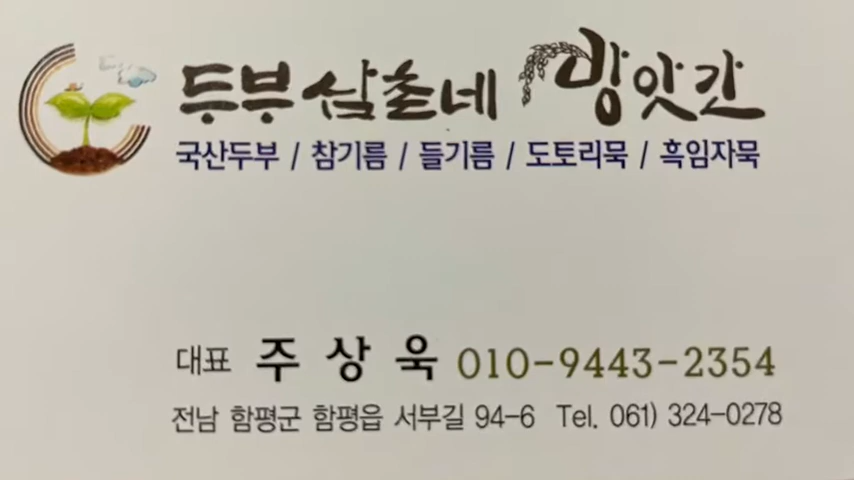 두부삼촌네 방앗간
국산두부 / 참기름 / 들기름 / 도토리묵 / 흑임자묵
대표 주상욱 010-9443-2354
전남 함평군 함평읍 서부길 94-6 Tel. 061) 324-0278